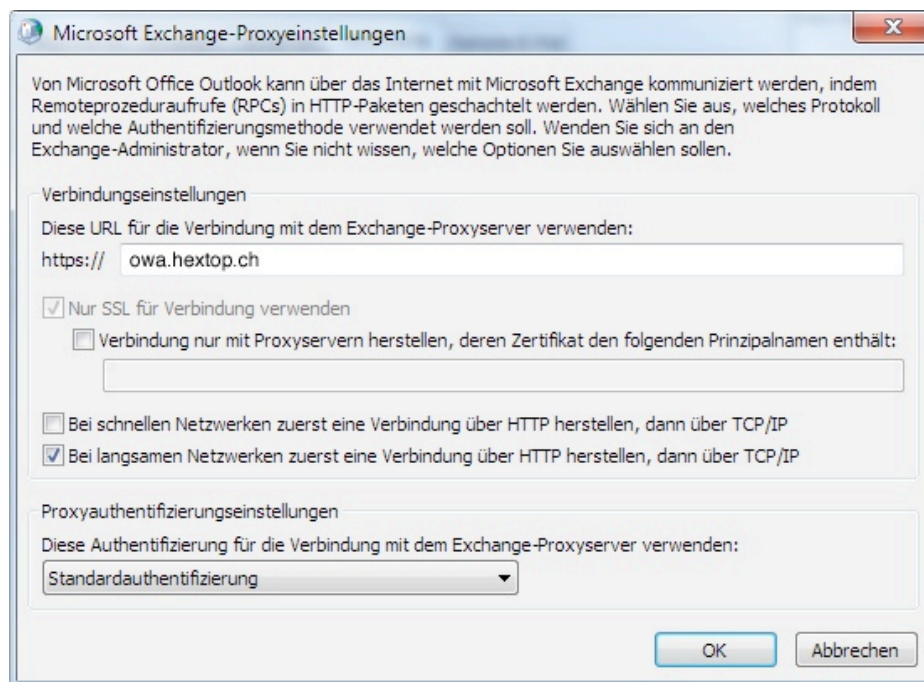 Microsoft Exchange-Proxyeinstellungen
Von Microsoft Office Outlook kann über das Internet mit Microsoft Exchange kommuniziert werden, indem
Remoteprozeduraufrufe (RPCs) in HTTP-Paketen geschachtelt werden. Wählen Sie aus, welches Protokoll
und welche Authentifizierungsmethode verwendet werden soll. Wenden Sie sich an den
Exchange-Administrator, wenn Sie nicht wissen, welche Optionen Sie auswählen sollen.
Verbindungseinstellungen
Diese URL für die Verbindung mit dem Exchange-Proxyserver verwenden:
https:// owa.hextop.ch
Nur SSL für Verbindung verwenden
Verbindung nur mit Proxyservern herstellen, deren Zertifikat den folgenden Prinzipalnamen enthält:
Bei schnellen Netzwerken zuerst eine Verbindung über HTTP herstellen, dann über TCP/IP
Bei langsamen Netzwerken zuerst eine Verbindung über HTTP herstellen, dann über TCP/IP
Proxyauthentifizierungseinstellungen
Diese Authentifizierung für die Verbindung mit dem Exchange-Proxyserver verwenden:
Standardauthentifizierung
OK Abbrechen